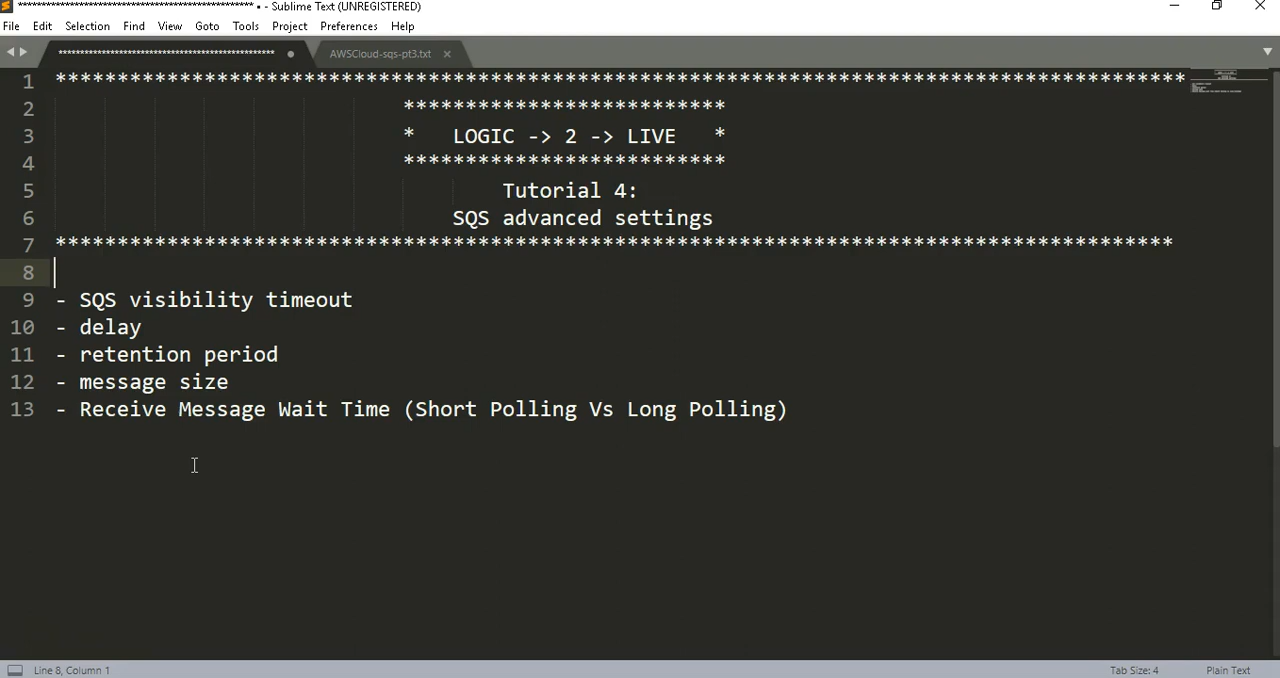 ************************************************ • - Sublime Text (UNREGISTERED)
File Edit Selection Find View Goto Tools Project Preferences Help
************************************************ AWSCloud-sqs-pt3.txt
1 *******************************************************************************************
2 **************************
3 * LOGIC -> 2 -> LIVE *
4 **************************
5 Tutorial 4:
6 SQS advanced settings
7 ******************************************************************************************
8
9 - SQS visibility timeout
10 - delay
11 - retention period
12 - message size
13 - Receive Message Wait Time (Short Polling Vs Long Polling)
Line 8, Column 1 Tab Size: 4 Plain Text